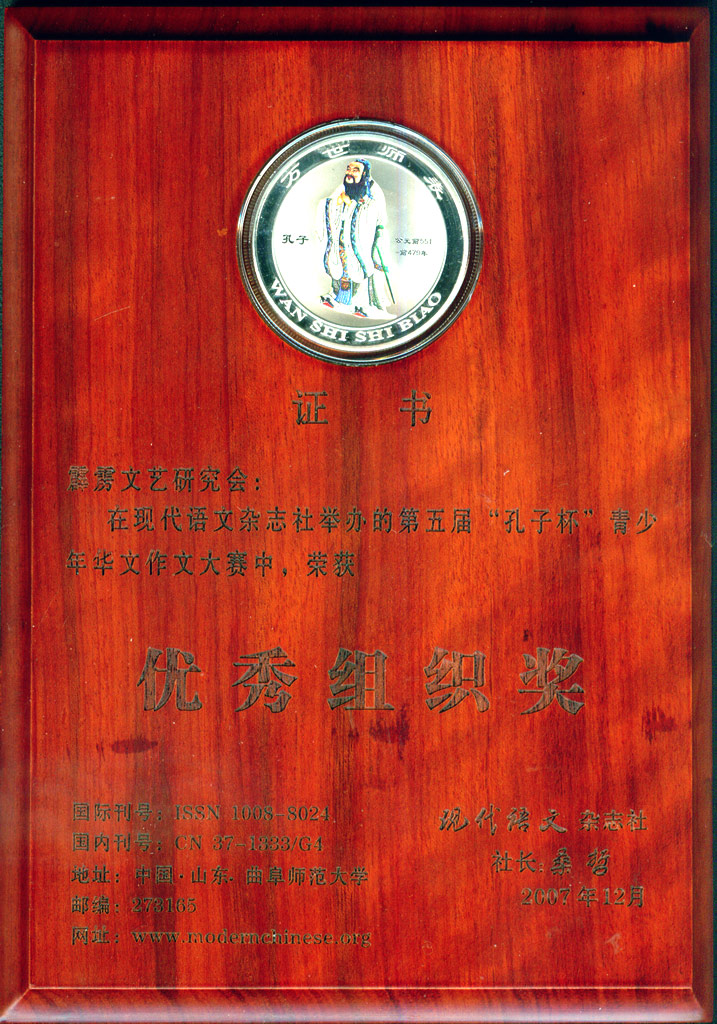 万世师表
孔子
公元前551
-前479年
WAN SHI SHI BIAO
证 书
霹雳文艺研究会：
在现代语文杂志社举办的第五届“孔子杯”青少
年华文作文大赛中，荣获
优秀组织奖
国际刊号：ISSN 1008-8024
国内刊号：CN 37-1333/G4
地址：中国·山东·曲阜师范大学
邮编：273165
网址：www.modernchinese.org
现代语文 杂志社
社长：桑哲
2007年12月